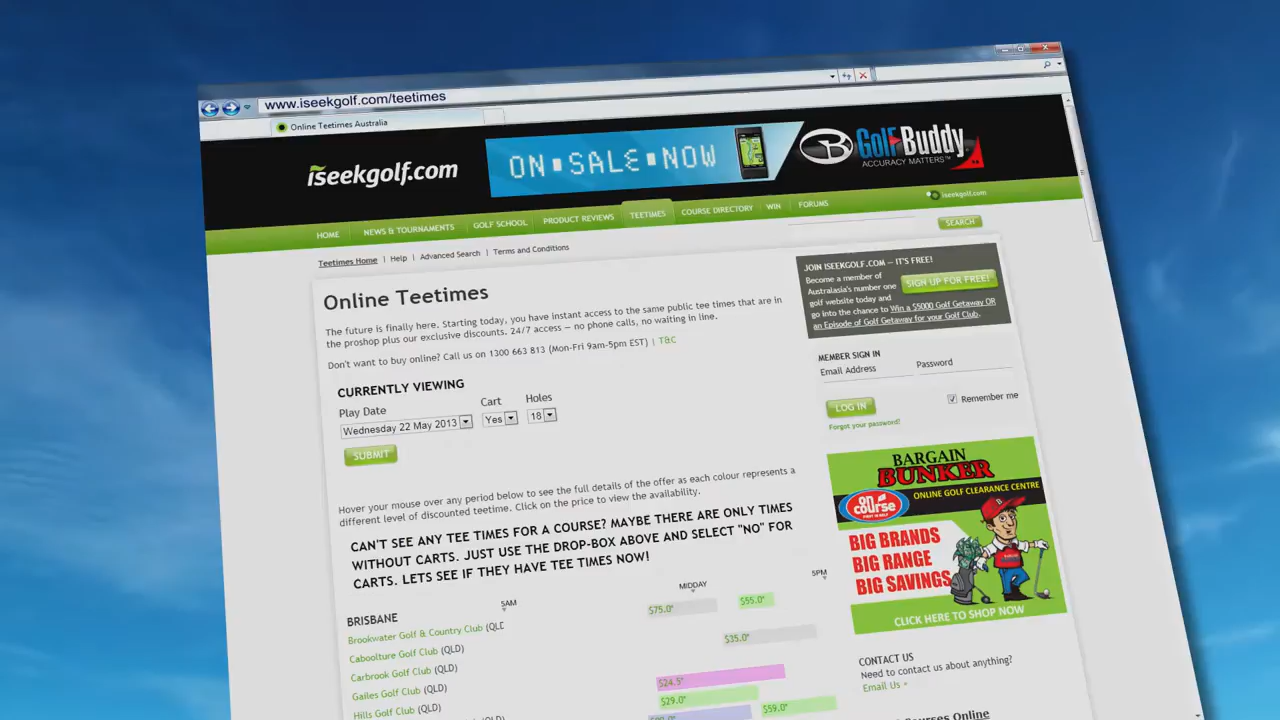 www.iseekgolf.com/teetimes
Online Teetimes Australia
iseekgolf.com
ON SALE NOW
B
GOLFBUDDY
ACCURACY MATTERS™
iseekgolf.com
HOME
NEWS & TOURNAMENTS
GOLF SCHOOL
PRODUCT REVIEWS
TEETIMES
COURSE DIRECTORY
WIN
FORUMS
SEARCH
Teetimes Home | Help | Advanced Search | Terms and Conditions
Online Teetimes
The future is finally here. Starting today, you have instant access to the same public tee times that are in
the proshop plus our exclusive discounts. 24/7 access – no phone calls, no waiting in line.
Don't want to buy online? Call us on 1300 663 813 (Mon-Fri 9am-5pm EST) | T&C
CURRENTLY VIEWING
Play Date
Cart
Holes
Wednesday 22 May 2013
Yes
18
SUBMIT
Hover your mouse over any period below to see the full details of the offer as each colour represents a
different level of discounted teetime. Click on the price to view the availability.
CAN'T SEE ANY TEE TIMES FOR A COURSE? MAYBE THERE ARE ONLY TIMES
WITHOUT CARTS. JUST USE THE DROP-BOX ABOVE AND SELECT "NO" FOR
CARTS. LETS SEE IF THEY HAVE TEE TIMES NOW!
BRISBANE
5AM
MIDDAY
5PM
Brookwater Golf & Country Club (QLD
$75.0*
$55.0*
Caboolture Golf Club (QLD)
$35.0*
Carbrook Golf Club (QLD)
$24.5*
Gailes Golf Club (QLD)
$29.0*
Hills Golf Club (QLD)
$59.0*
JOIN ISEEKGOLF.COM – IT'S FREE!
Become a member of
Australasia's number one
golf website today and
go into the chance to Win a $5000 Golf Getaway OR
an Episode of Golf Getaway for your Golf Club.
SIGN UP FOR FREE!
MEMBER SIGN IN
Email Address
Password
LOG IN
Remember me
Forgot your password?
BARGAIN
BUNKER
on course
ONLINE GOLF CLEARANCE CENTRE
BIG BRANDS
BIG RANGE
BIG SAVINGS
CLICK HERE TO SHOP NOW
CONTACT US
Need to contact us about anything?
Email Us »
Courses Online